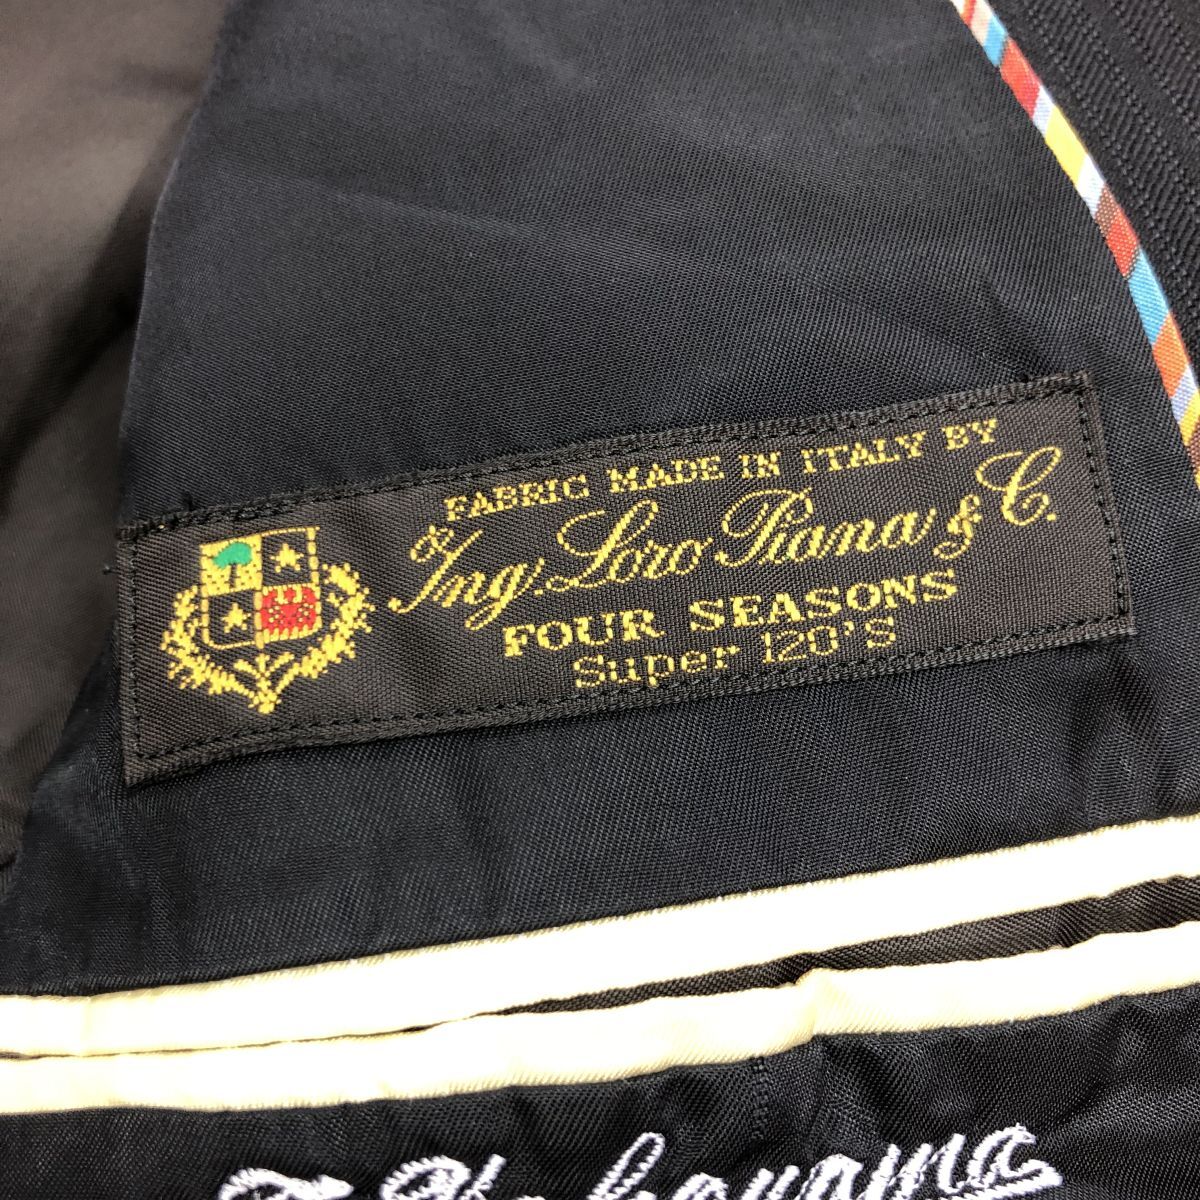 FABRIC MADE IN ITALY BY
Ing. Loro Piana & C.
FOUR SEASONS
Super 120'S